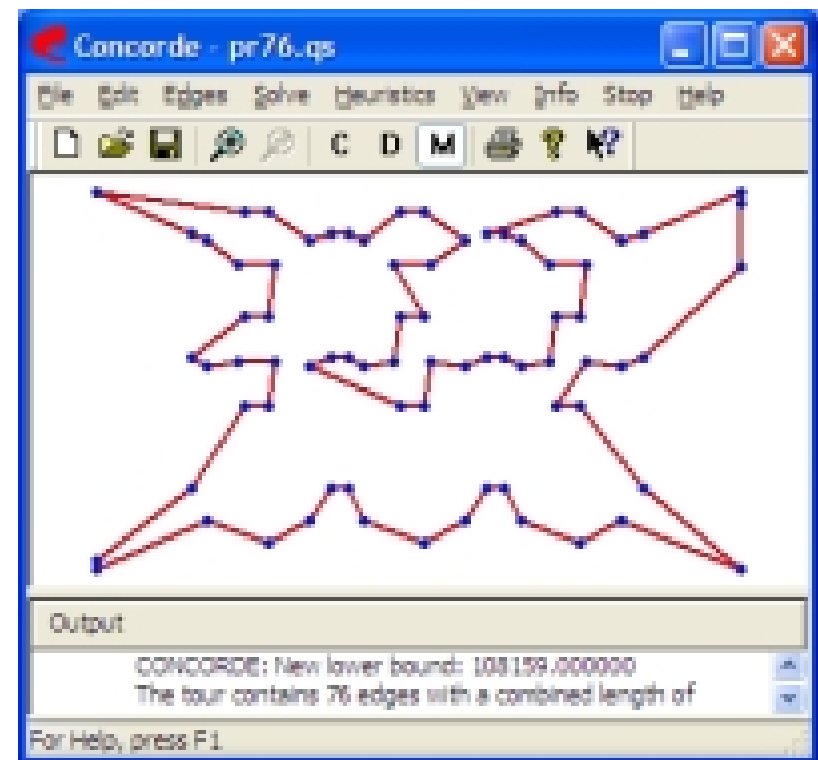 Concorde - pr76.qs
File Edit Edges Solve Heuristics View Info Stop Help
C D M ? ?
Output
CONCORDE: New lower bound: 108159.000000
The tour contains 76 edges with a combined length of
For Help, press F1